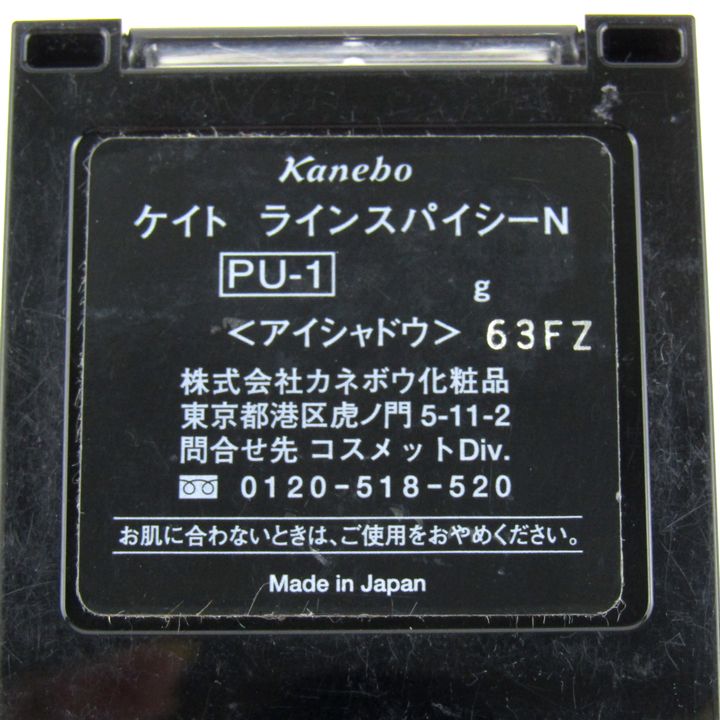 Kanebo
ケイト ラインスパイシーN
PU-1
g
<アイシャドウ> 63FZ
株式会社カネボウ化粧品
東京都港区虎ノ門 5-11-2
問合せ先 コスメットDiv.
0120-518-520
お肌に合わないときは、ご使用をおやめください。
Made in Japan